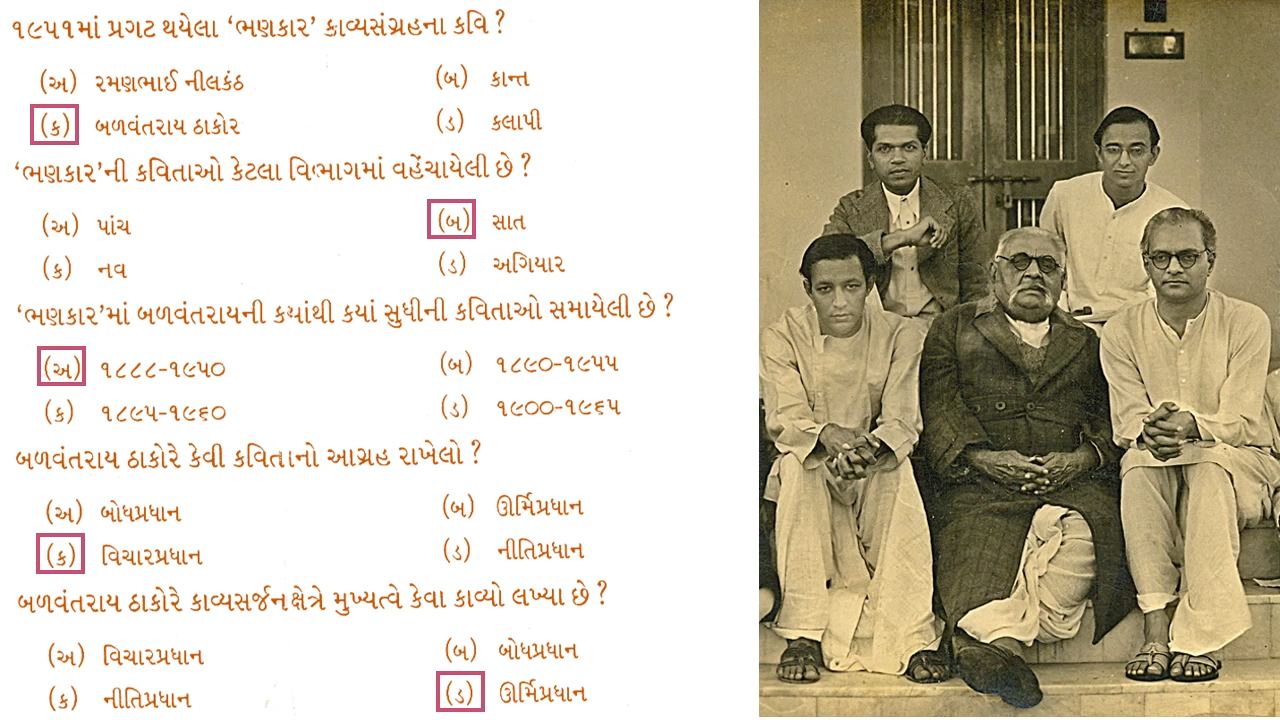 ૧૯૫૧માં પ્રગટ થયેલા ‘ભણકાર’ કાવ્યસંગ્રહના કવિ ?
(અ) રમણભાઈ નીલકંઠ (બ) કાન્ત
(ક) બળવંતરાય ઠાકોર (ડ) કલાપી
‘ભણકાર’ની કવિતાઓ કેટલા વિભાગમાં વહેંચાયેલી છે ?
(અ) પાંચ (બ) સાત
(ક) નવ (ડ) અગિયાર
‘ભણકાર’માં બળવંતરાયની કયાંથી કયાં સુધીની કવિતાઓ સમાયેલી છે ?
(અ) ૧૮૮૮-૧૯૫૦ (બ) ૧૮૯૦-૧૯૫૫
(ક) ૧૮૯૫-૧૯૬૦ (ડ) ૧૯૦૦-૧૯૬૫
બળવંતરાય ઠાકોરે કેવી કવિતાનો આગ્રહ રાખેલો ?
(અ) બોધપ્રધાન (બ) ઊર્મિપ્રધાન
(ક) વિચારપ્રધાન (ડ) નીતિપ્રધાન
બળવંતરાય ઠાકોરે કાવ્યસર્જનક્ષેત્રે મુખ્યત્વે કેવા કાવ્યો લખ્યા છે ?
(અ) વિચારપ્રધાન (બ) બોધપ્રધાન
(ક) નીતિપ્રધાન (ડ) ઊર્મિપ્રધાન